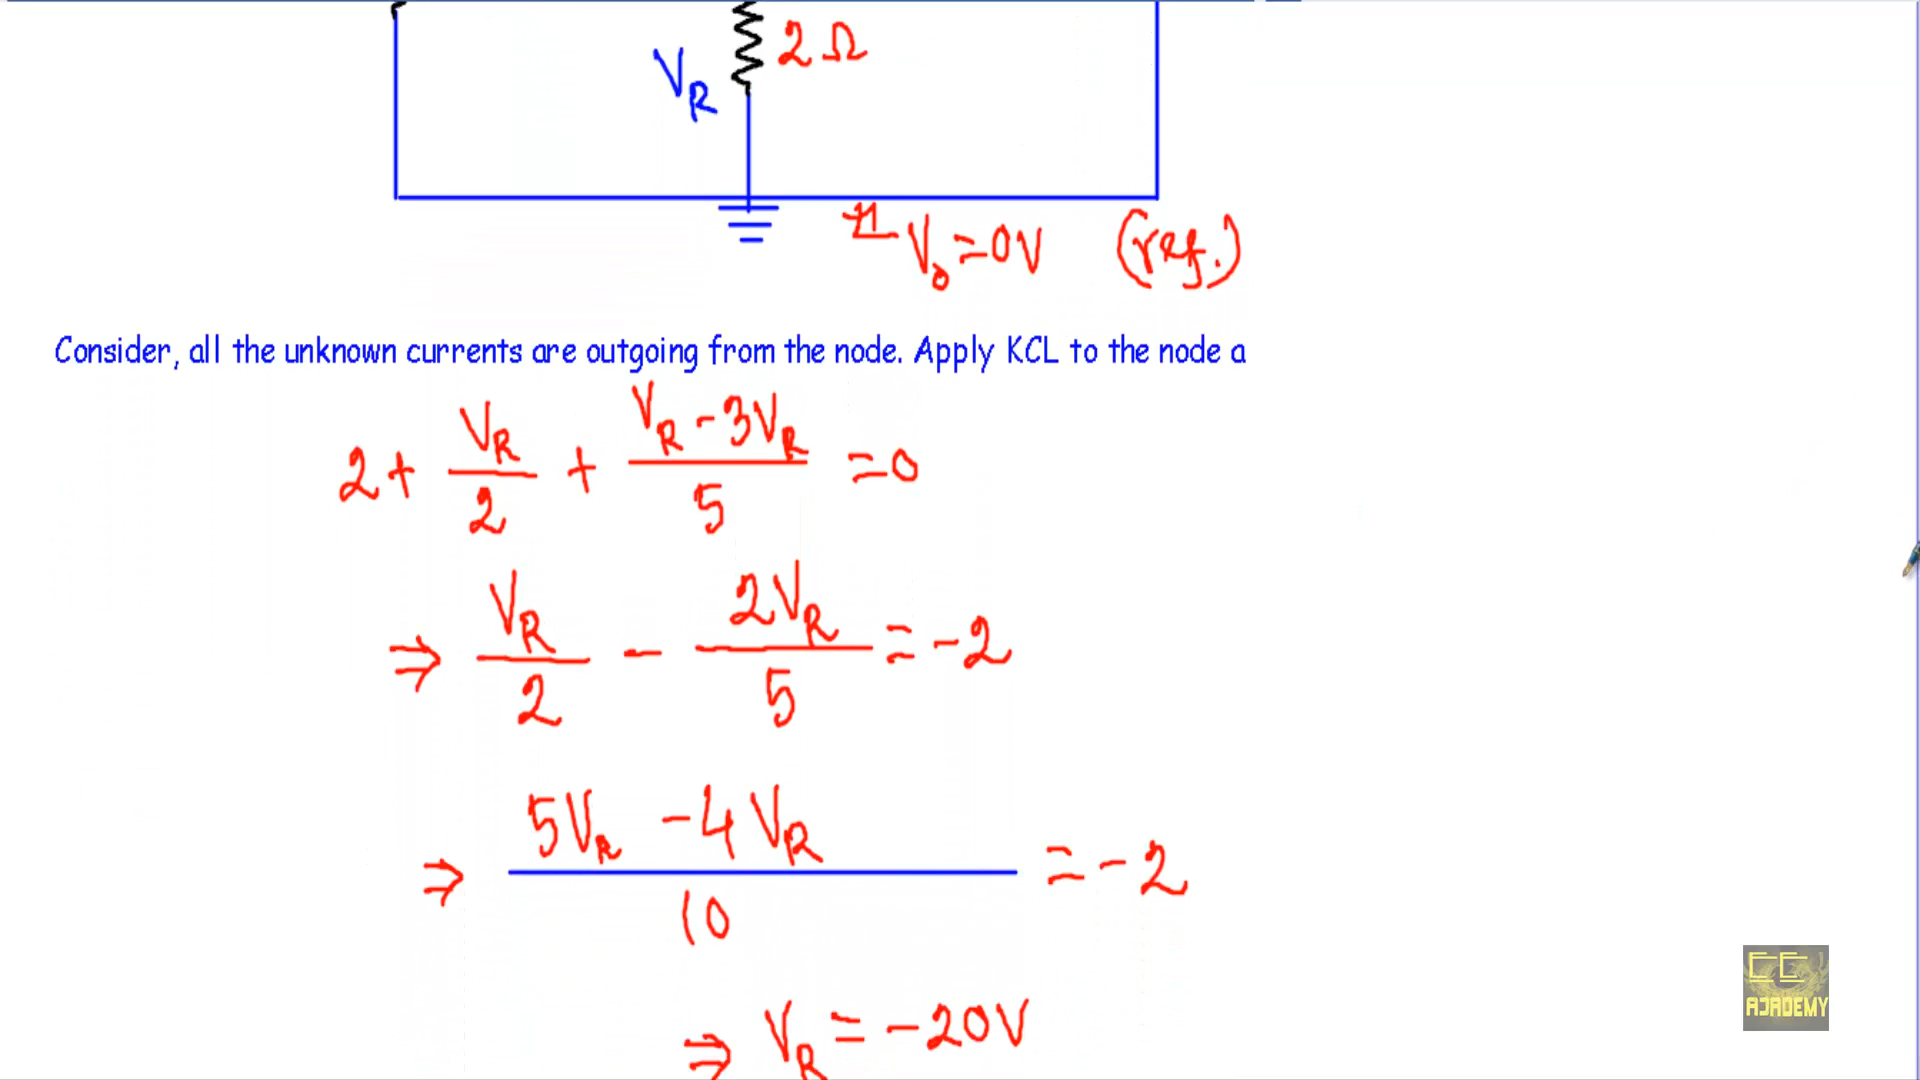 2 Ω
V_R
V_0 = 0V (ref.)
Consider, all the unknown currents are outgoing from the node. Apply KCL to the node a
2 + V_R/2 + (V_R - 3V_R)/5 = 0
⇒ V_R/2 - 2V_R/5 = -2
⇒ (5V_R - 4V_R)/10 = -2
⇒ V_R = -20V
EE
AJADEMY